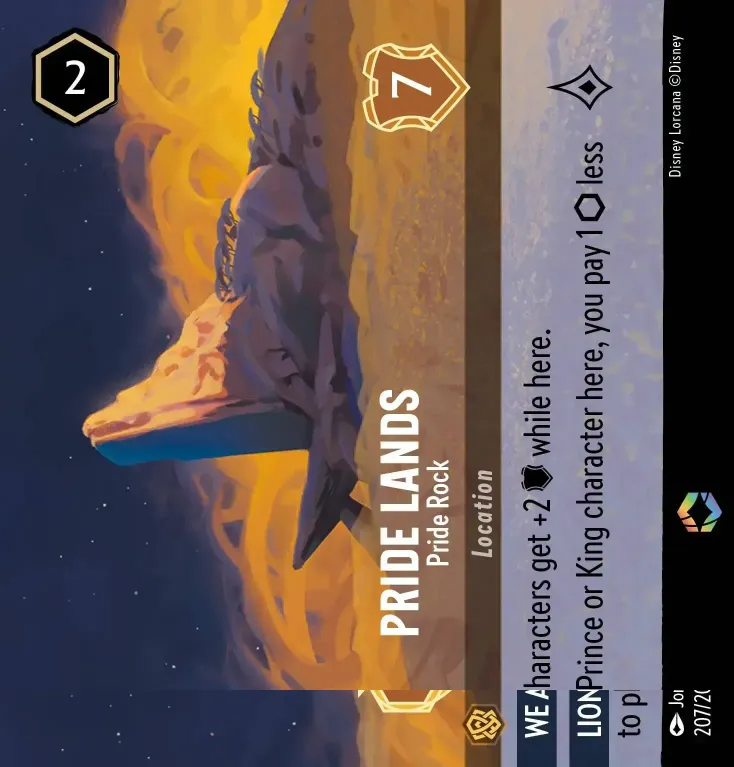 2
7
PRIDE LANDS
Pride Rock
Location
WE A haracters get +2 while here.
LION Prince or King character here, you pay 1 less
to p
Jo
207/20
Disney Lorcana ©Disney